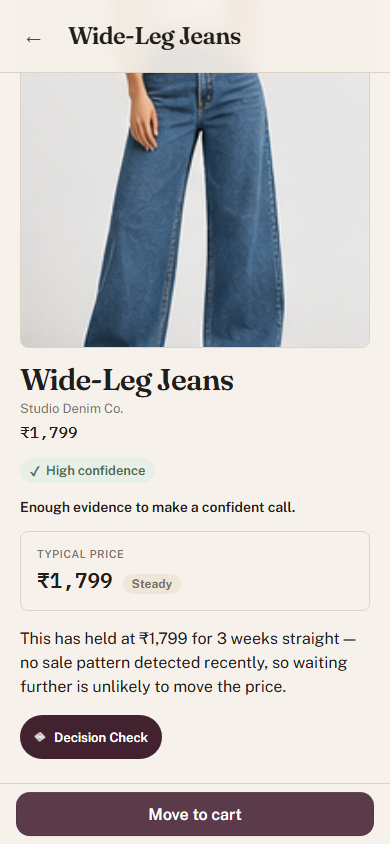 ← Wide-Leg Jeans
Wide-Leg Jeans
Studio Denim Co.
₹1,799
✓ High confidence
Enough evidence to make a confident call.
TYPICAL PRICE
₹1,799 Steady
This has held at ₹1,799 for 3 weeks straight —
no sale pattern detected recently, so waiting
further is unlikely to move the price.
Decision Check
Move to cart